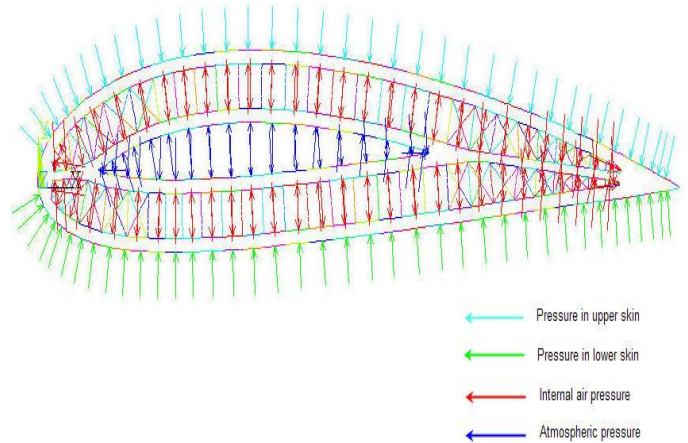 Pressure in upper skin
Pressure in lower skin
Internal air pressure
Atmospheric pressure